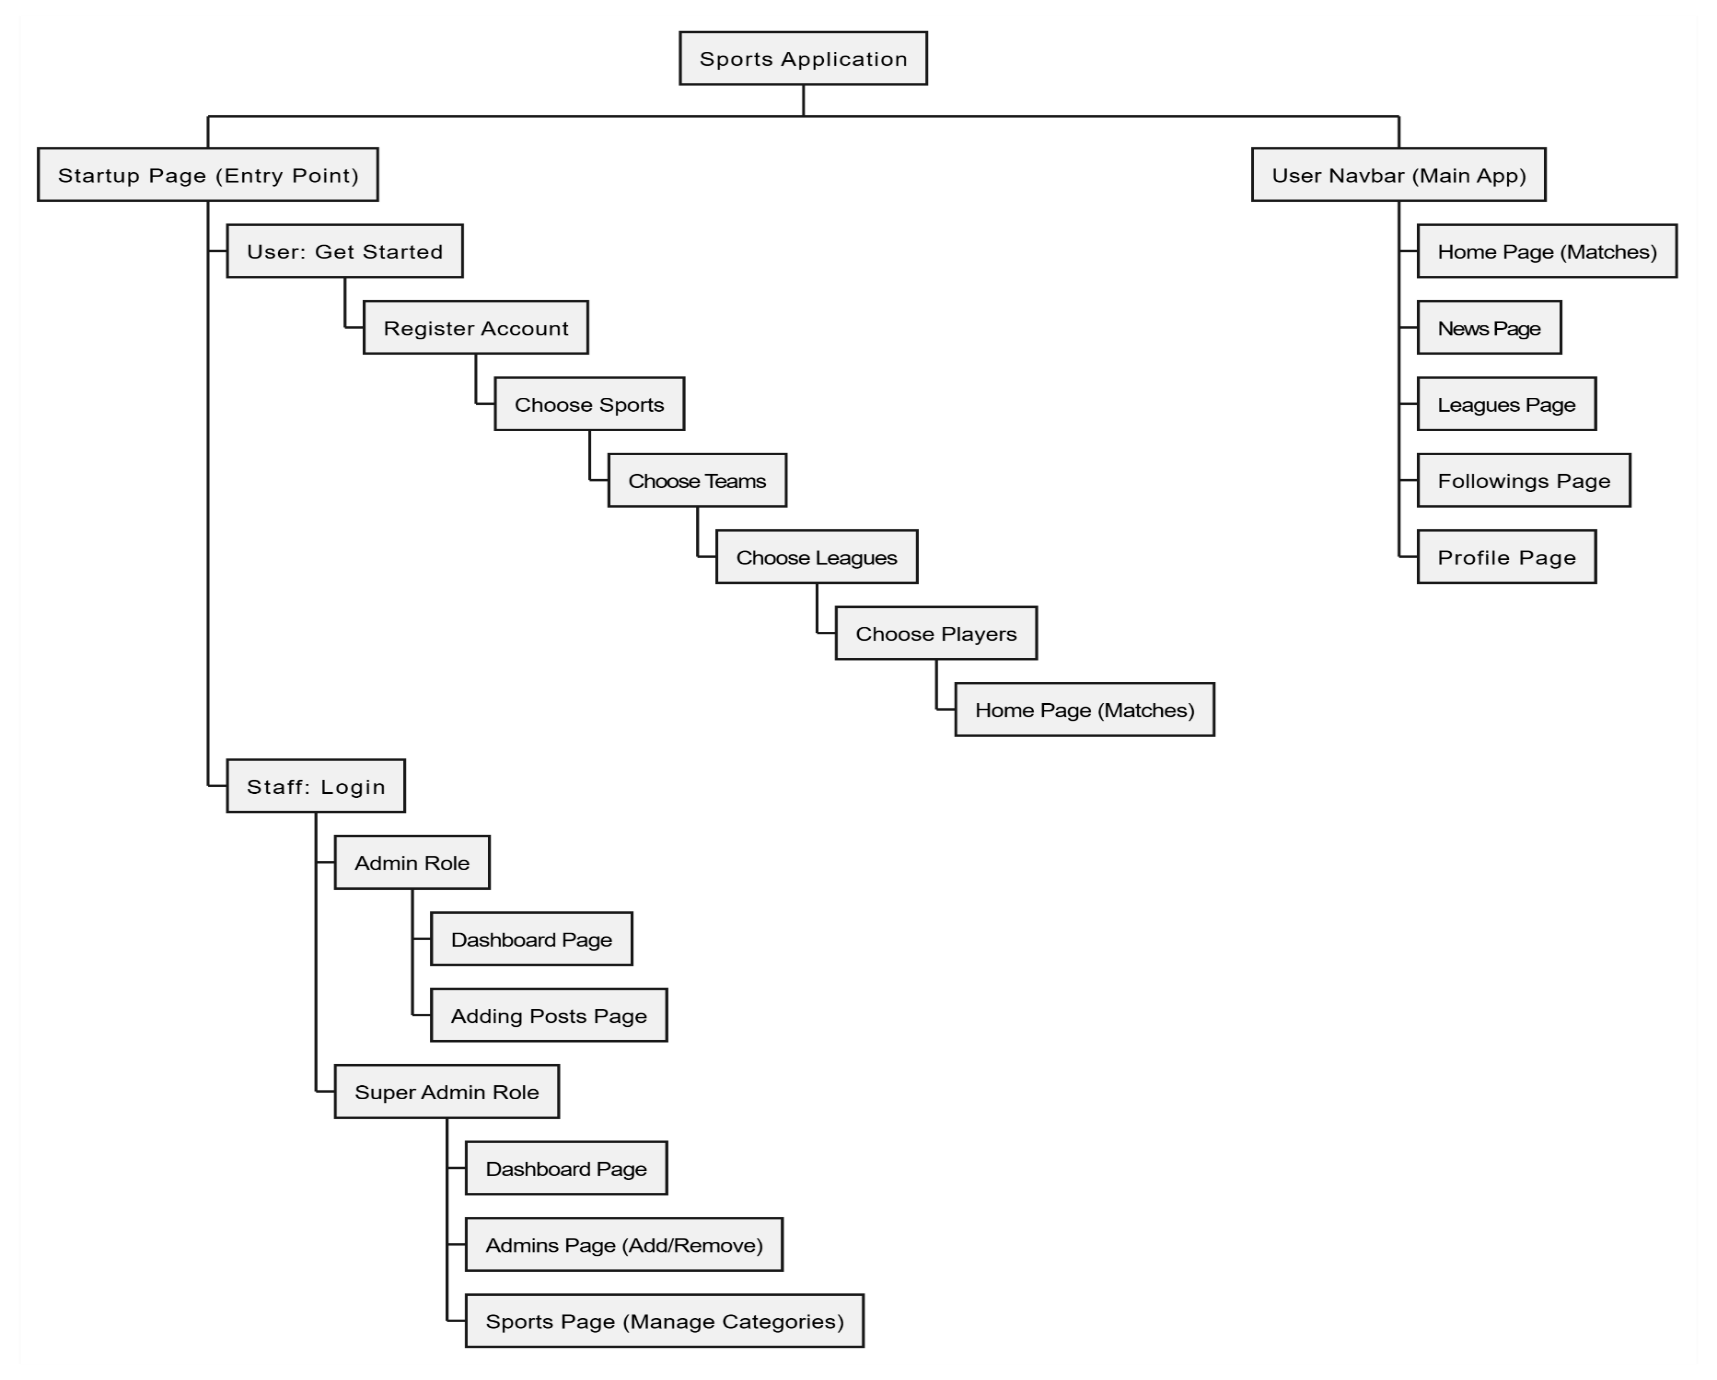 Sports Application
Startup Page (Entry Point)
User Navbar (Main App)
User: Get Started
Home Page (Matches)
Register Account
News Page
Choose Sports
Leagues Page
Choose Teams
Followings Page
Choose Leagues
Profile Page
Choose Players
Home Page (Matches)
Staff: Login
Admin Role
Dashboard Page
Adding Posts Page
Super Admin Role
Dashboard Page
Admins Page (Add/Remove)
Sports Page (Manage Categories)